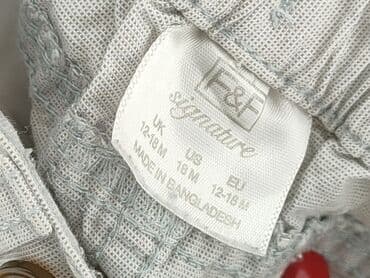 F&F
signature
UK US EU
12-18 M 18 M 12-18 M
MADE IN BANGLADESH